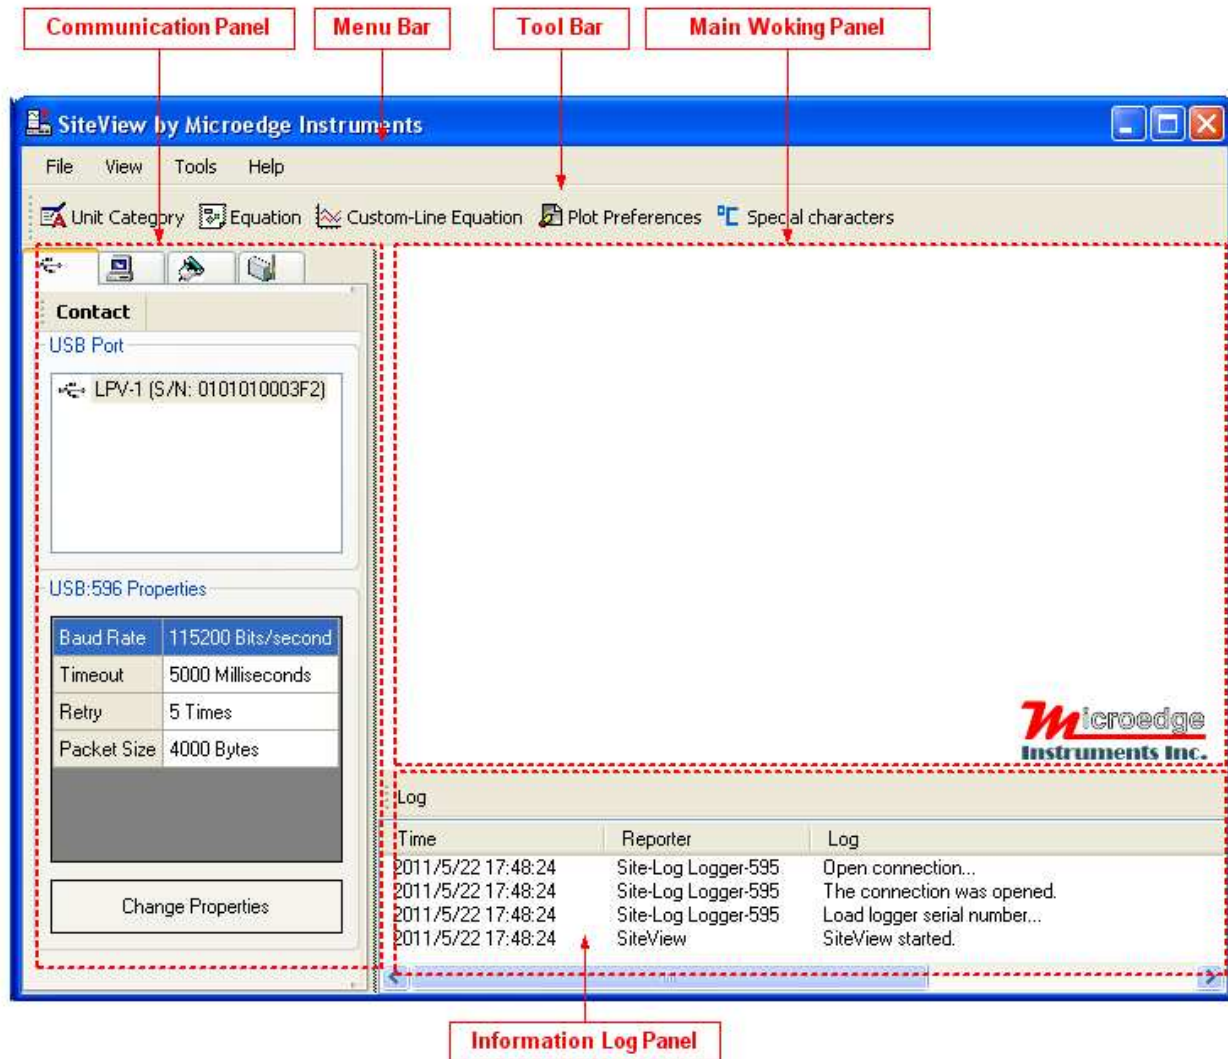 Communication Panel
Menu Bar
Tool Bar
Main Woking Panel
SiteView by Microedge Instruments
File View Tools Help
Unit Category Equation Custom-Line Equation Plot Preferences °C Special characters
Contact
USB Port
LPV-1 (S/N: 0101010003F2)
USB:596 Properties
Baud Rate 115200 Bits/second
Timeout 5000 Milliseconds
Retry 5 Times
Packet Size 4000 Bytes
Change Properties
Microedge
Instruments Inc.
Log
Time Reporter Log
2011/5/22 17:48:24 Site-Log Logger-595 Open connection...
2011/5/22 17:48:24 Site-Log Logger-595 The connection was opened.
2011/5/22 17:48:24 Site-Log Logger-595 Load logger serial number...
2011/5/22 17:48:24 SiteView SiteView started.
Information Log Panel